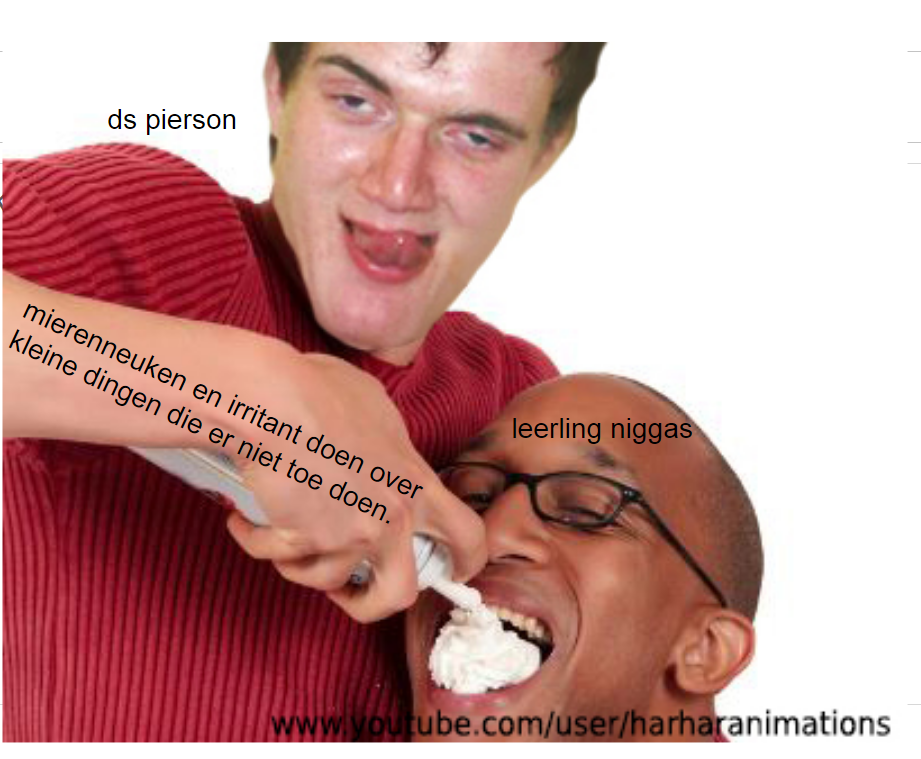 ds pierson
mierenneuken en irritant doen over
kleine dingen die er niet toe doen.
leerling niggas
www.youtube.com/user/harharanimations